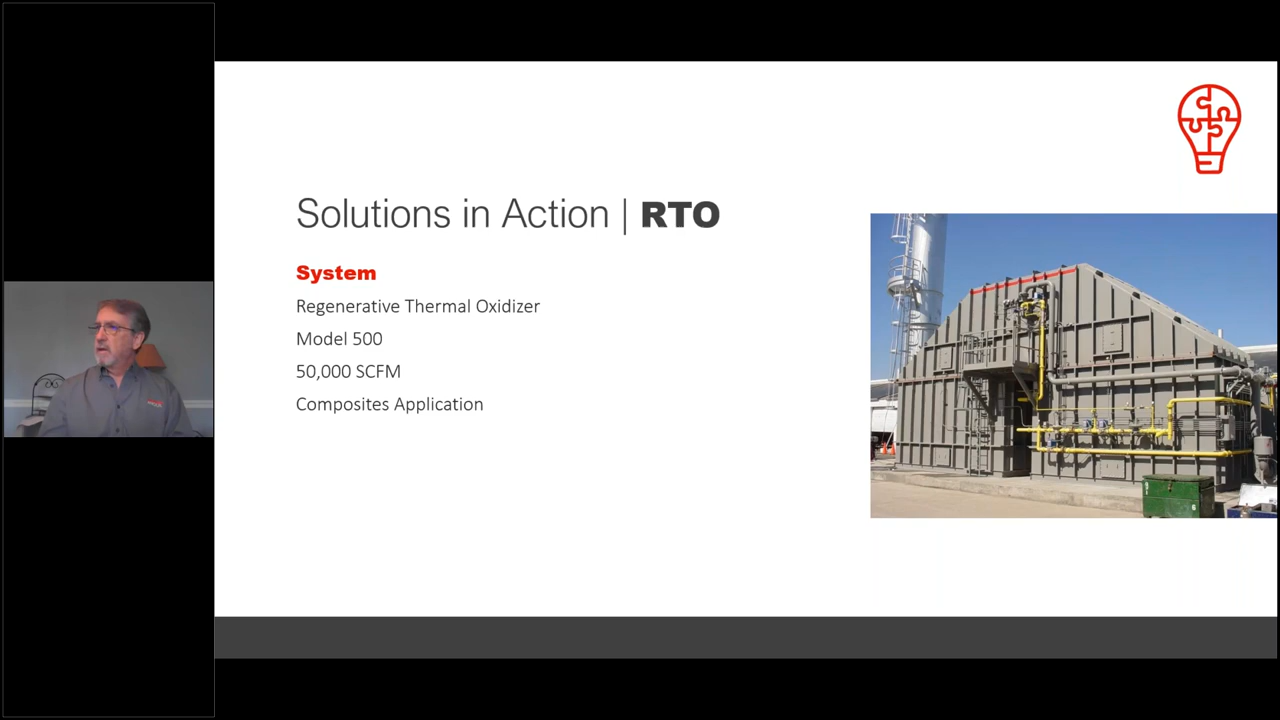 Solutions in Action | RTO
System
Regenerative Thermal Oxidizer
Model 500
50,000 SCFM
Composites Application